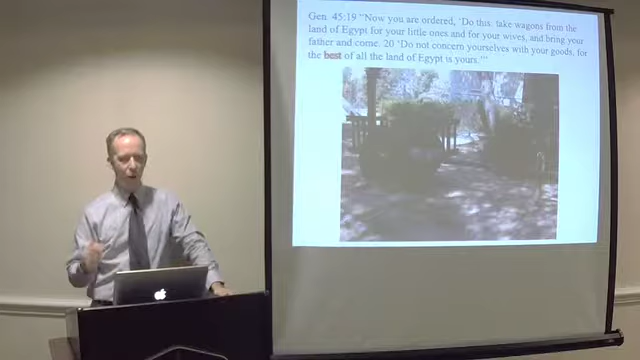 Gen. 45:19 "Now you are ordered, 'Do this: take wagons from the
land of Egypt for your little ones and for your wives, and bring your
father and come. 20 'Do not concern yourselves with your goods, for
the best of all the land of Egypt is yours.'"